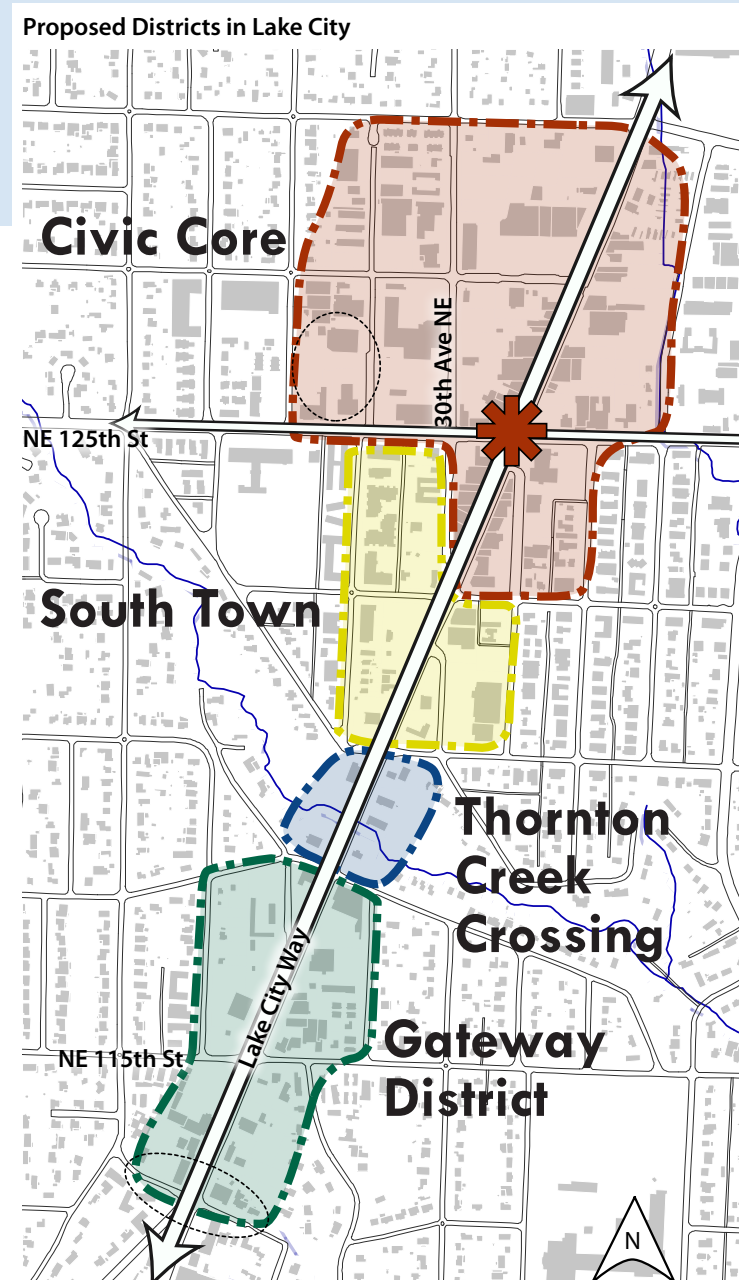 Proposed Districts in Lake City
Civic Core
30th Ave NE
NE 125th St
South Town
Thornton
Creek
Crossing
Lake City Way
Gateway
District
NE 115th St
N